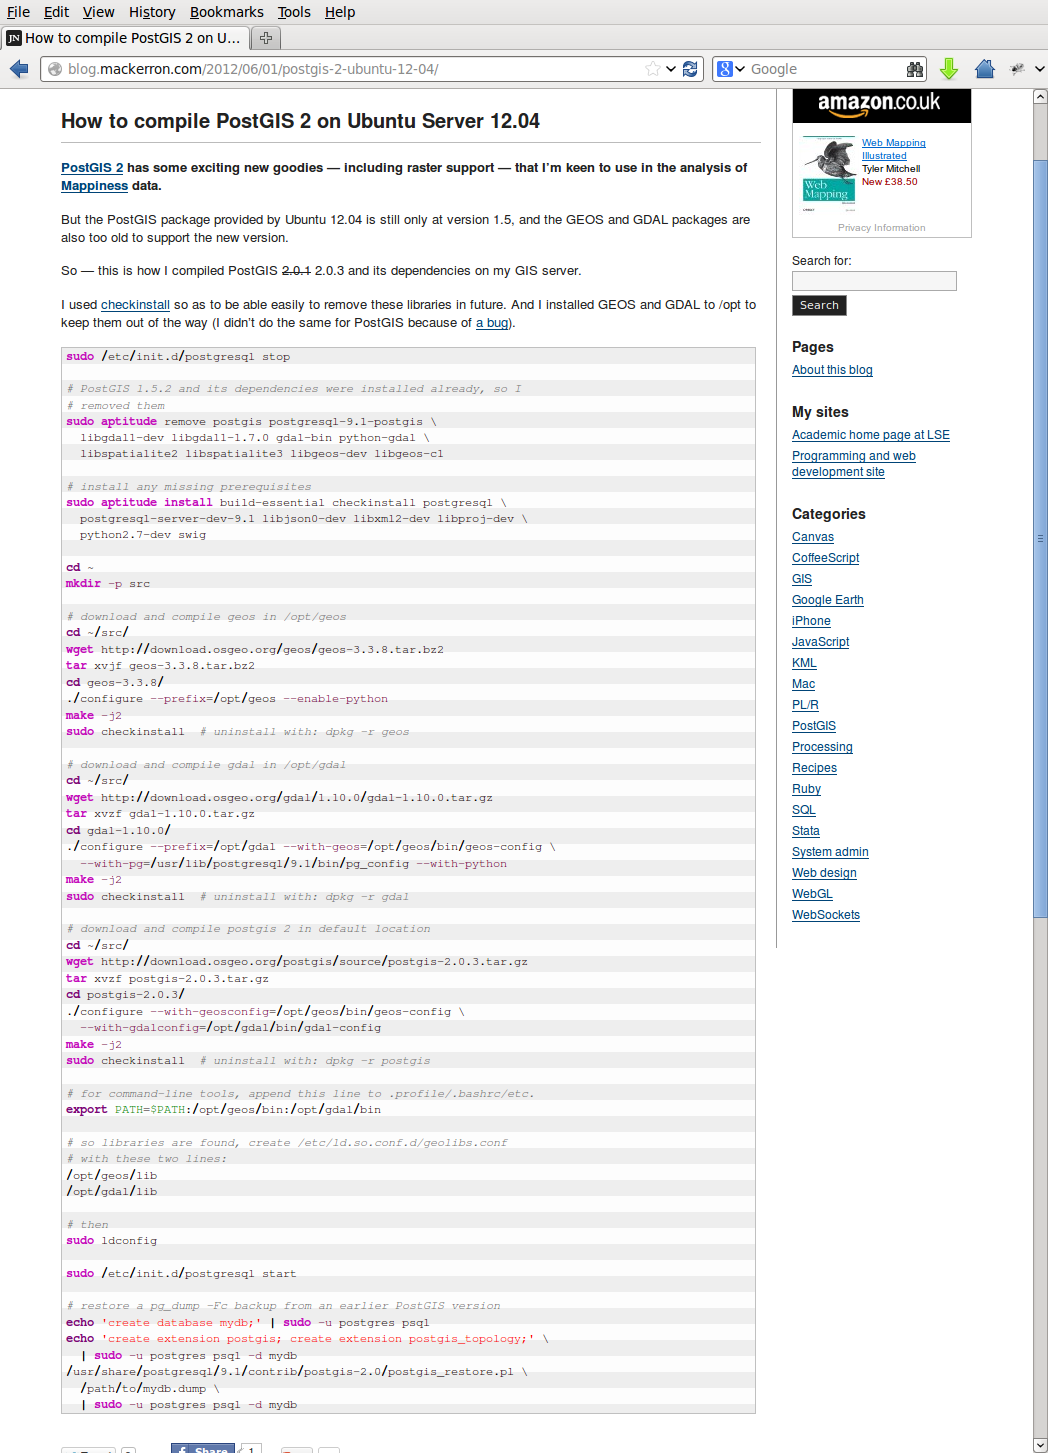 File Edit View History Bookmarks Tools Help
JN How to compile PostGIS 2 on U...
blog.mackerron.com/2012/06/01/postgis-2-ubuntu-12-04/
8 Google
How to compile PostGIS 2 on Ubuntu Server 12.04
PostGIS 2 has some exciting new goodies — including raster support — that I'm keen to use in the analysis of
Mappiness data.
But the PostGIS package provided by Ubuntu 12.04 is still only at version 1.5, and the GEOS and GDAL packages are
also too old to support the new version.
So — this is how I compiled PostGIS 2.0.1 2.0.3 and its dependencies on my GIS server.
I used checkinstall so as to be able easily to remove these libraries in future. And I installed GEOS and GDAL to /opt to
keep them out of the way (I didn't do the same for PostGIS because of a bug).
sudo /etc/init.d/postgresql stop
# PostGIS 1.5.2 and its dependencies were installed already, so I
# removed them
sudo aptitude remove postgis postgresql-9.1-postgis \
libgdal1-dev libgdal1-1.7.0 gdal-bin python-gdal \
libspatialite2 libspatialite3 libgeos-dev libgeos-c1
# install any missing prerequisites
sudo aptitude install build-essential checkinstall postgresql \
postgresql-server-dev-9.1 libjson0-dev libxml2-dev libproj-dev \
python2.7-dev swig
cd ~
mkdir -p src
# download and compile geos in /opt/geos
cd ~/src/
wget http://download.osgeo.org/geos/geos-3.3.8.tar.bz2
tar xvjf geos-3.3.8.tar.bz2
cd geos-3.3.8/
./configure --prefix=/opt/geos --enable-python
make -j2
sudo checkinstall # uninstall with: dpkg -r geos
# download and compile gdal in /opt/gdal
cd ~/src/
wget http://download.osgeo.org/gdal/1.10.0/gdal-1.10.0.tar.gz
tar xvzf gdal-1.10.0.tar.gz
cd gdal-1.10.0/
./configure --prefix=/opt/gdal --with-geos=/opt/geos/bin/geos-config \
--with-pg=/usr/lib/postgresql/9.1/bin/pg_config --with-python
make -j2
sudo checkinstall # uninstall with: dpkg -r gdal
# download and compile postgis 2 in default location
cd ~/src/
wget http://download.osgeo.org/postgis/source/postgis-2.0.3.tar.gz
tar xvzf postgis-2.0.3.tar.gz
cd postgis-2.0.3/
./configure --with-geosconfig=/opt/geos/bin/geos-config \
--with-gdalconfig=/opt/gdal/bin/gdal-config
make -j2
sudo checkinstall # uninstall with: dpkg -r postgis
# for command-line tools, append this line to .profile/.bashrc/etc.
export PATH=$PATH:/opt/geos/bin:/opt/gdal/bin
# so libraries are found, create /etc/ld.so.conf.d/geolibs.conf
# with these two lines:
/opt/geos/lib
/opt/gdal/lib
# then
sudo ldconfig
sudo /etc/init.d/postgresql start
# restore a pg_dump -Fc backup from an earlier PostGIS version
echo 'create database mydb;' | sudo -u postgres psql
echo 'create extension postgis; create extension postgis_topology;' \
| sudo -u postgres psql -d mydb
/usr/share/postgresql/9.1/contrib/postgis-2.0/postgis_restore.pl \
/path/to/mydb.dump \
| sudo -u postgres psql -d mydb
Share 1
amazon.co.uk
Web Mapping
Illustrated
Tyler Mitchell
New £38.50
Web
Mapping
Privacy Information
Search for:
Search
Pages
About this blog
My sites
Academic home page at LSE
Programming and web
development site
Categories
Canvas
CoffeeScript
GIS
Google Earth
iPhone
JavaScript
KML
Mac
PL/R
PostGIS
Processing
Recipes
Ruby
SQL
Stata
System admin
Web design
WebGL
WebSockets